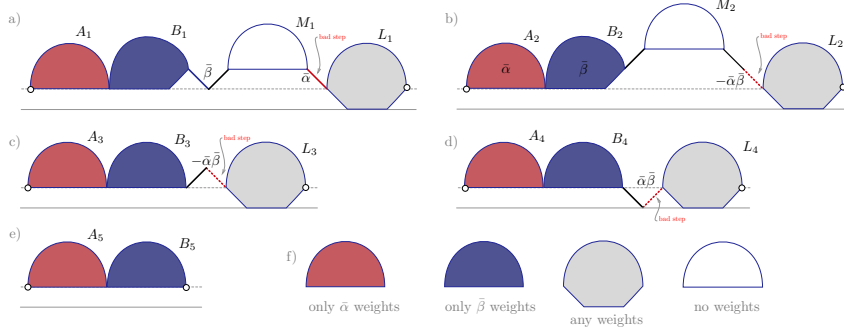 a)
A₁
B₁
β̄
M₁
ᾱ
bad step
L₁
b)
A₂
ᾱ
B₂
β̄
M₂
bad step
−ᾱβ̄
L₂
c)
A₃
B₃
−ᾱβ̄
bad step
L₃
d)
A₄
B₄
ᾱβ̄
bad step
L₄
e)
A₅
B₅
f)
only ᾱ weights
only β̄ weights
any weights
no weights